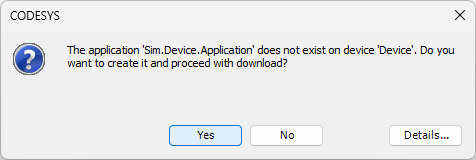 CODESYS
The application 'Sim.Device.Application' does not exist on device 'Device'. Do you
want to create it and proceed with download?
Yes
No
Details...